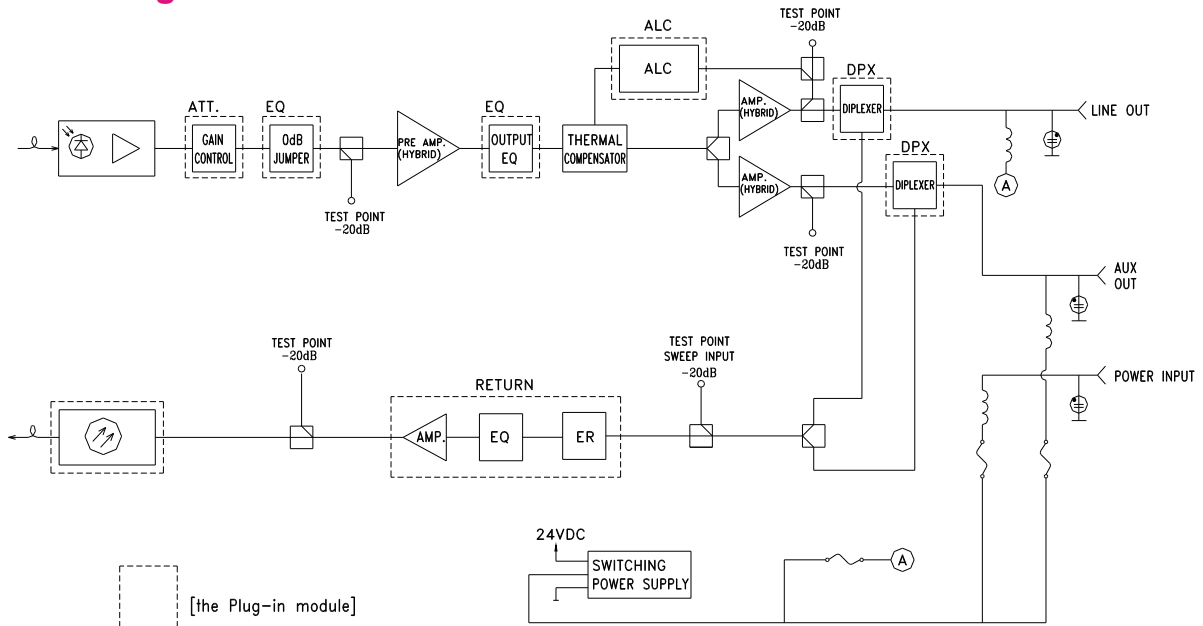 ALC
ALC
TEST POINT
-20dB
DPX
DIPLEXER
LINE OUT
A
ATT.
GAIN
CONTROL
EQ
0dB
JUMPER
TEST POINT
-20dB
PRE AMP.
(HYBRID)
EQ
OUTPUT
EQ
THERMAL
COMPENSATOR
AMP.
(HYBRID)
AMP.
(HYBRID)
TEST POINT
-20dB
DPX
DIPLEXER
AUX
OUT
POWER INPUT
TEST POINT
-20dB
RETURN
AMP.
EQ
ER
TEST POINT
SWEEP INPUT
-20dB
24VDC
SWITCHING
POWER SUPPLY
A
[the Plug-in module]